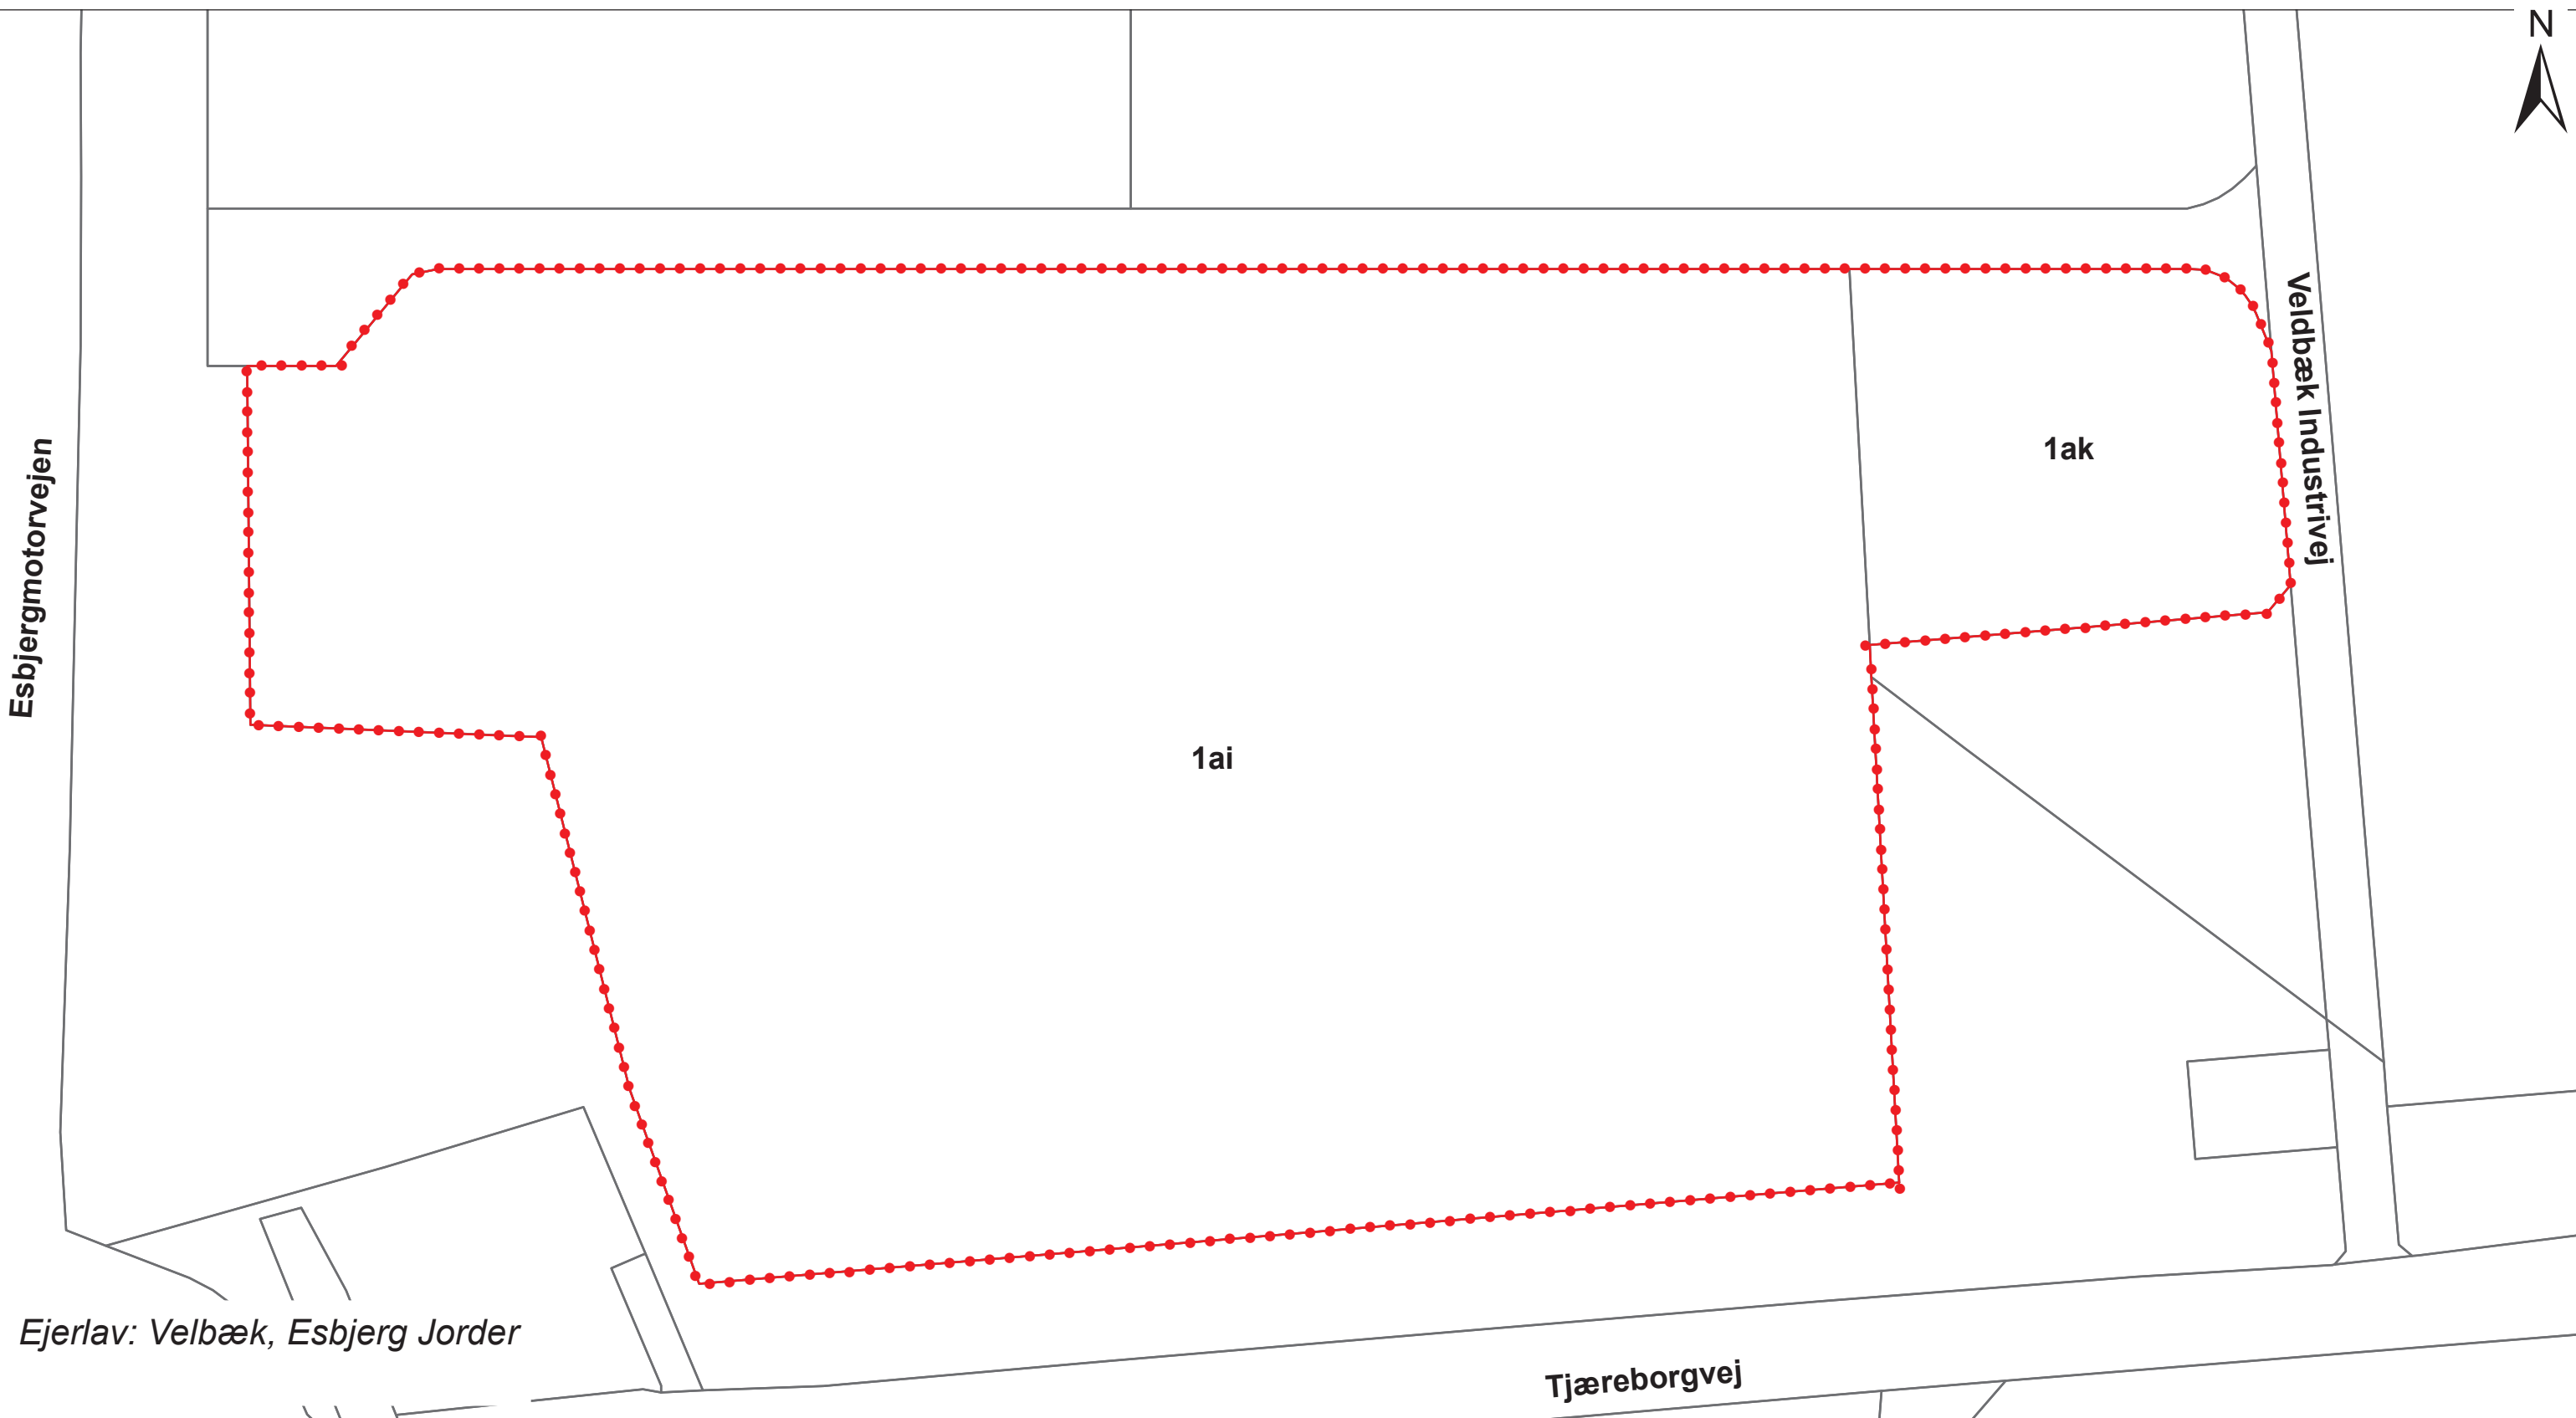 N
Veldbæk Industrivej
Esbjergmotorvejen
1ak
1ai
Ejerlav: Velbæk, Esbjerg Jorder
Tjæreborgvej